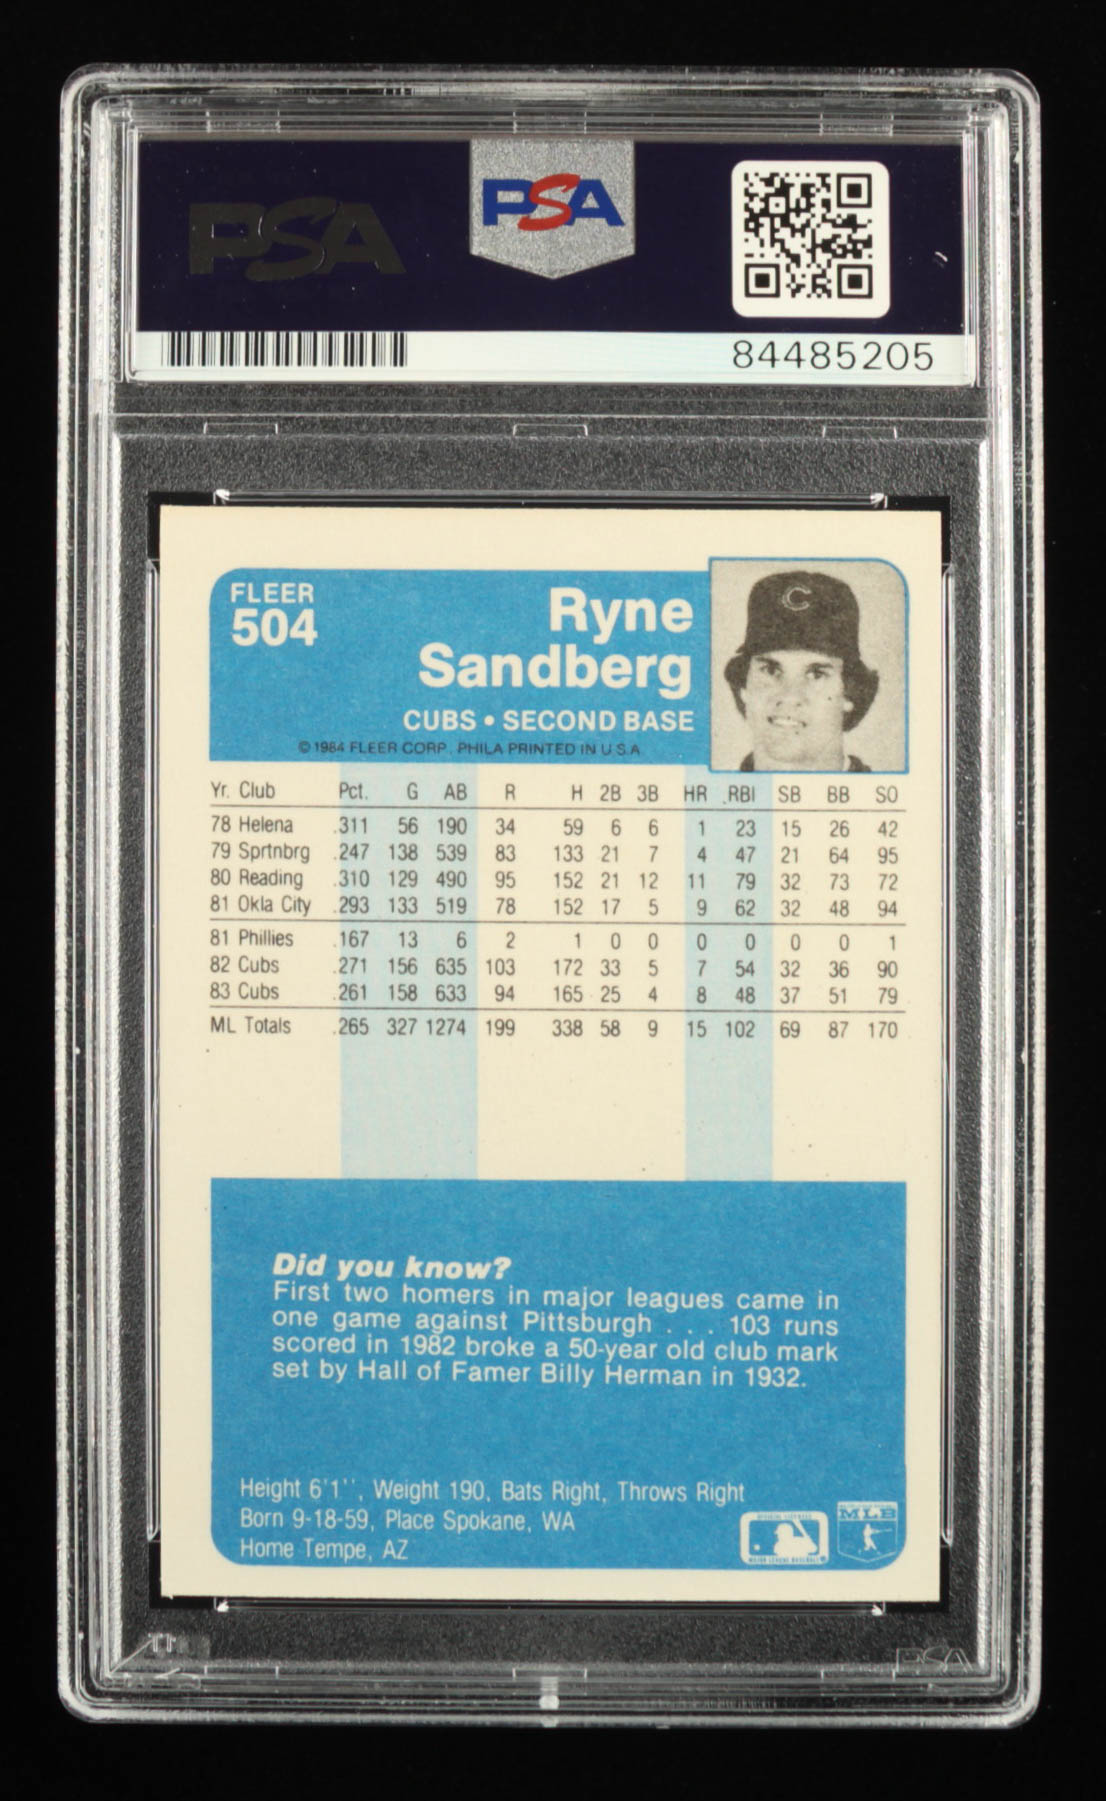 PSA
PSA
84485205
FLEER
504
Ryne
Sandberg
CUBS • SECOND BASE
© 1984 FLEER CORP. PHILA PRINTED IN U S A
Yr. Club Pct. G AB R H 2B 3B HR RBI SB BB SO
78 Helena .311 56 190 34 59 6 6 1 23 15 26 42
79 Sprtnbrg .247 138 539 83 133 21 7 4 47 21 64 95
80 Reading .310 129 490 95 152 21 12 11 79 32 73 72
81 Okla City .293 133 519 78 152 17 5 9 62 32 48 94
81 Phillies .167 13 6 2 1 0 0 0 0 0 0 1
82 Cubs .271 156 635 103 172 33 5 7 54 32 36 90
83 Cubs .261 158 633 94 165 25 4 8 48 37 51 79
ML Totals .265 327 1274 199 338 58 9 15 102 69 87 170
Did you know?
First two homers in major leagues came in
one game against Pittsburgh . . . 103 runs
scored in 1982 broke a 50-year old club mark
set by Hall of Famer Billy Herman in 1932.
Height 6'1'', Weight 190, Bats Right, Throws Right
Born 9-18-59, Place Spokane, WA
Home Tempe, AZ
MLB
PSA